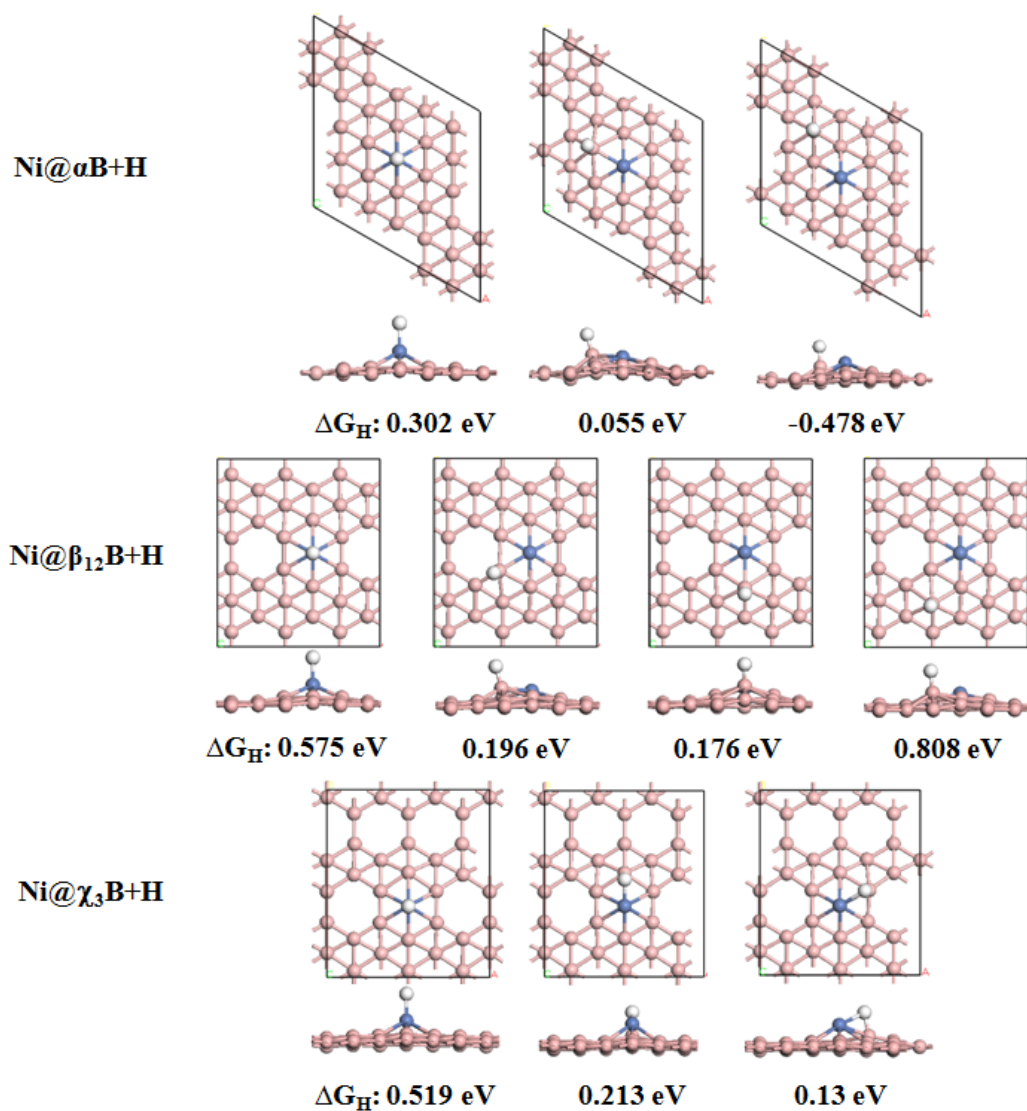 Ni@αB+H
ΔG_H: 0.302 eV 0.055 eV -0.478 eV
Ni@β₁₂B+H
ΔG_H: 0.575 eV 0.196 eV 0.176 eV 0.808 eV
Ni@χ₃B+H
ΔG_H: 0.519 eV 0.213 eV 0.13 eV